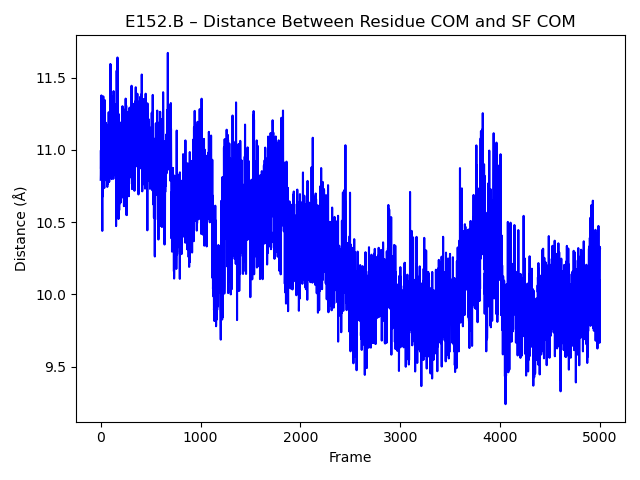 E152.B – Distance Between Residue COM and SF COM
Distance (Å)
11.5
11.0
10.5
10.0
9.5
0 1000 2000 3000 4000 5000
Frame